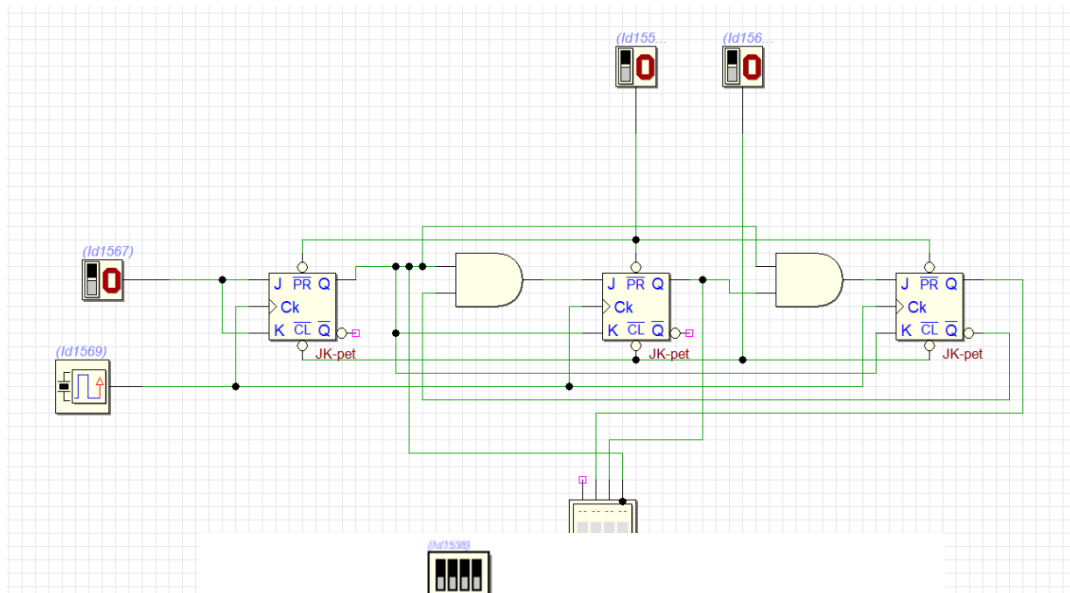 (Id155...
(Id156...
0
0
(Id1567)
0
J PR Q
Ck
K CL Q
JK-pet
J PR Q
Ck
K CL Q
JK-pet
J PR Q
Ck
K CL Q
JK-pet
(Id1569)
(Id1538)